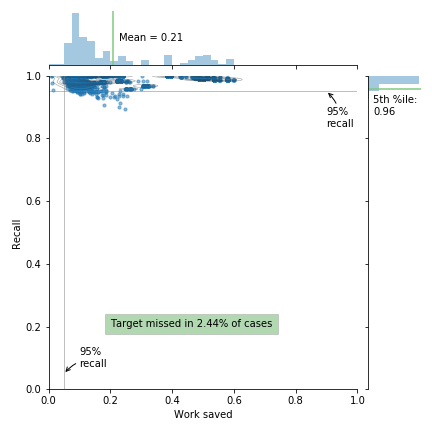 Mean = 0.21
1.0
0.8
0.6
0.4
0.2
0.0
Recall
5th %ile:
0.96
95%
recall
Target missed in 2.44% of cases
95%
recall
0.0 0.2 0.4 0.6 0.8 1.0
Work saved